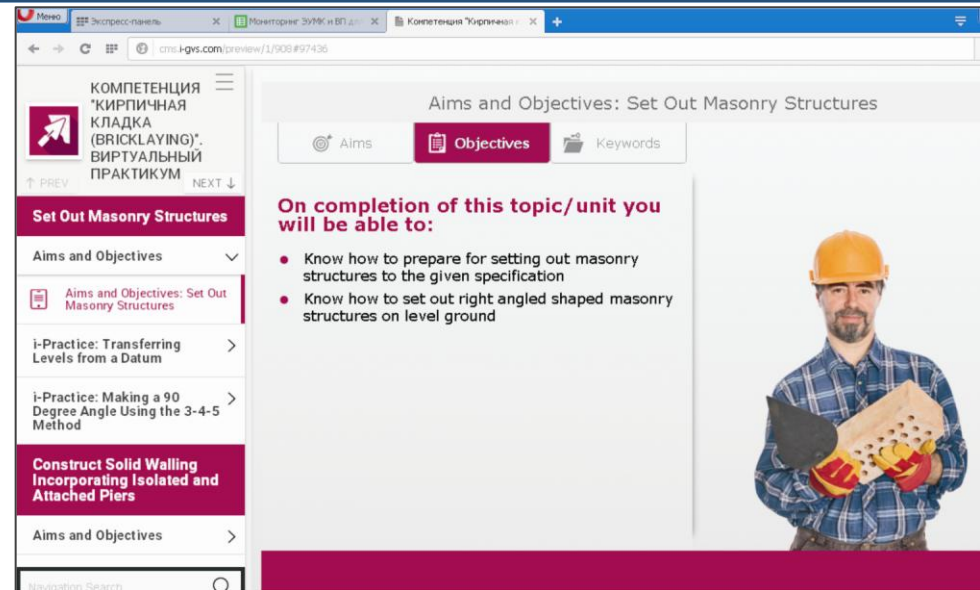 Меню
Экспресс-панель
Мониторинг ЭУМК и ВП для
Компетенция "Кирпичная к
cms.i-gvs.com/preview/1/908#97436
КОМПЕТЕНЦИЯ
"КИРПИЧНАЯ
КЛАДКА
(BRICKLAYING)".
ВИРТУАЛЬНЫЙ
ПРАКТИКУМ
↑ PREV
NEXT ↓
Set Out Masonry Structures
Aims and Objectives
Aims and Objectives: Set Out
Masonry Structures
i-Practice: Transferring
Levels from a Datum
i-Practice: Making a 90
Degree Angle Using the 3-4-5
Method
Construct Solid Walling
Incorporating Isolated and
Attached Piers
Aims and Objectives
Navigation Search
Aims and Objectives: Set Out Masonry Structures
Aims
Objectives
Keywords
On completion of this topic/unit you
will be able to:
• Know how to prepare for setting out masonry
structures to the given specification
• Know how to set out right angled shaped masonry
structures on level ground